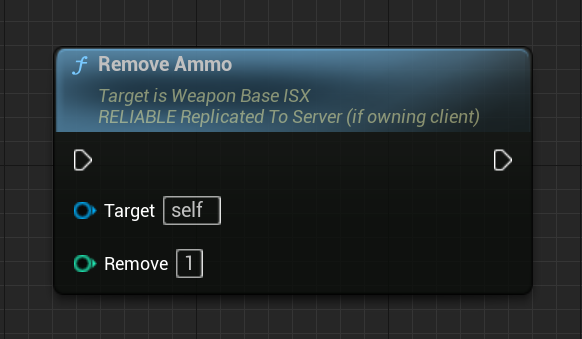 f Remove Ammo
Target is Weapon Base ISX
RELIABLE Replicated To Server (if owning client)
Target self
Remove 1